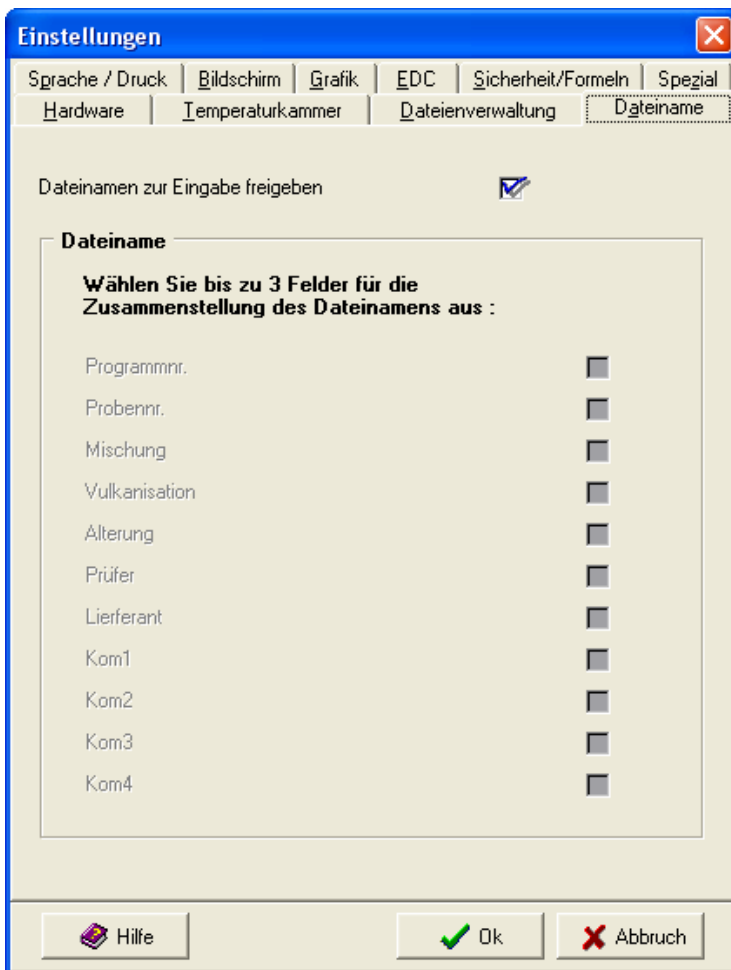 Einstellungen
Sprache / Druck Bildschirm Grafik EDC Sicherheit/Formeln Spezial
Hardware Temperaturkammer Dateienverwaltung Dateiname
Dateinamen zur Eingabe freigeben
Dateiname
Wählen Sie bis zu 3 Felder für die
Zusammenstellung des Dateinamens aus :
Programmnr.
Probennr.
Mischung
Vulkanisation
Alterung
Prüfer
Lierferant
Kom1
Kom2
Kom3
Kom4
Hilfe Ok Abbruch